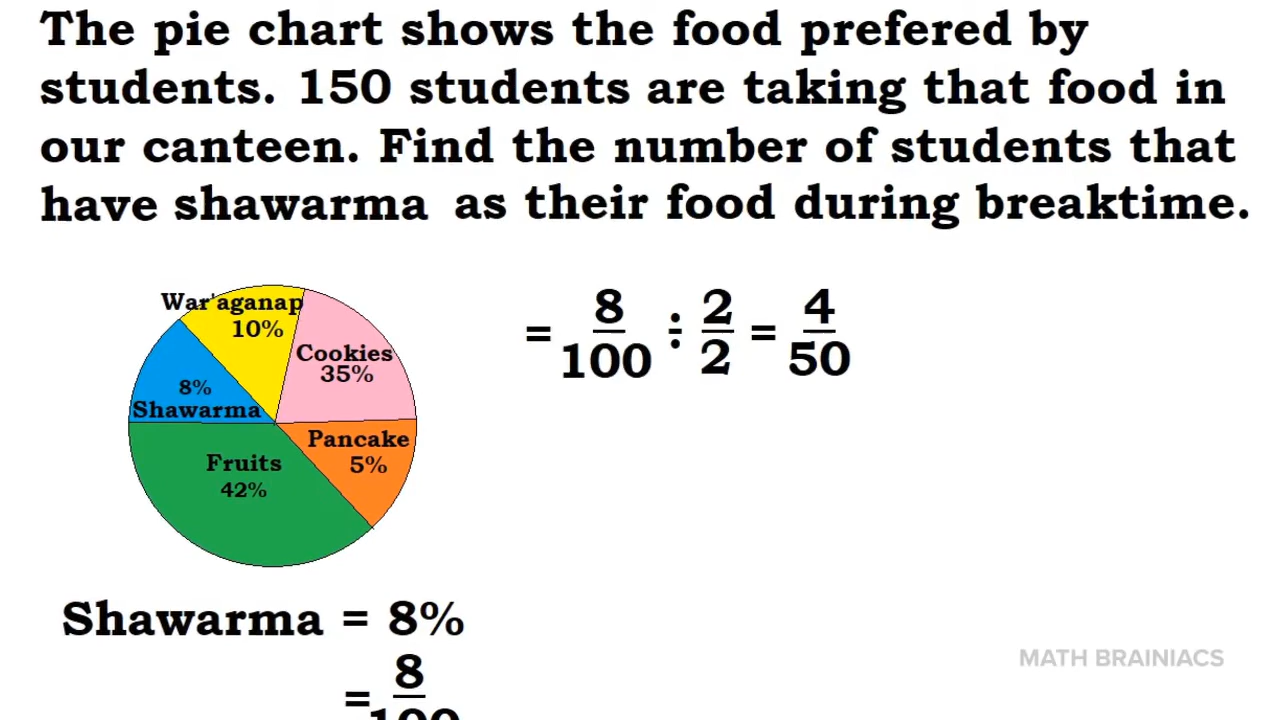 The pie chart shows the food prefered by
students. 150 students are taking that food in
our canteen. Find the number of students that
have shawarma as their food during breaktime.
War'aganap
10%
Cookies
35%
8%
Shawarma
Pancake
5%
Fruits
42%
= 8/100 ÷ 2/2 = 4/50
Shawarma = 8%
= 8/100
MATH BRAINIACS